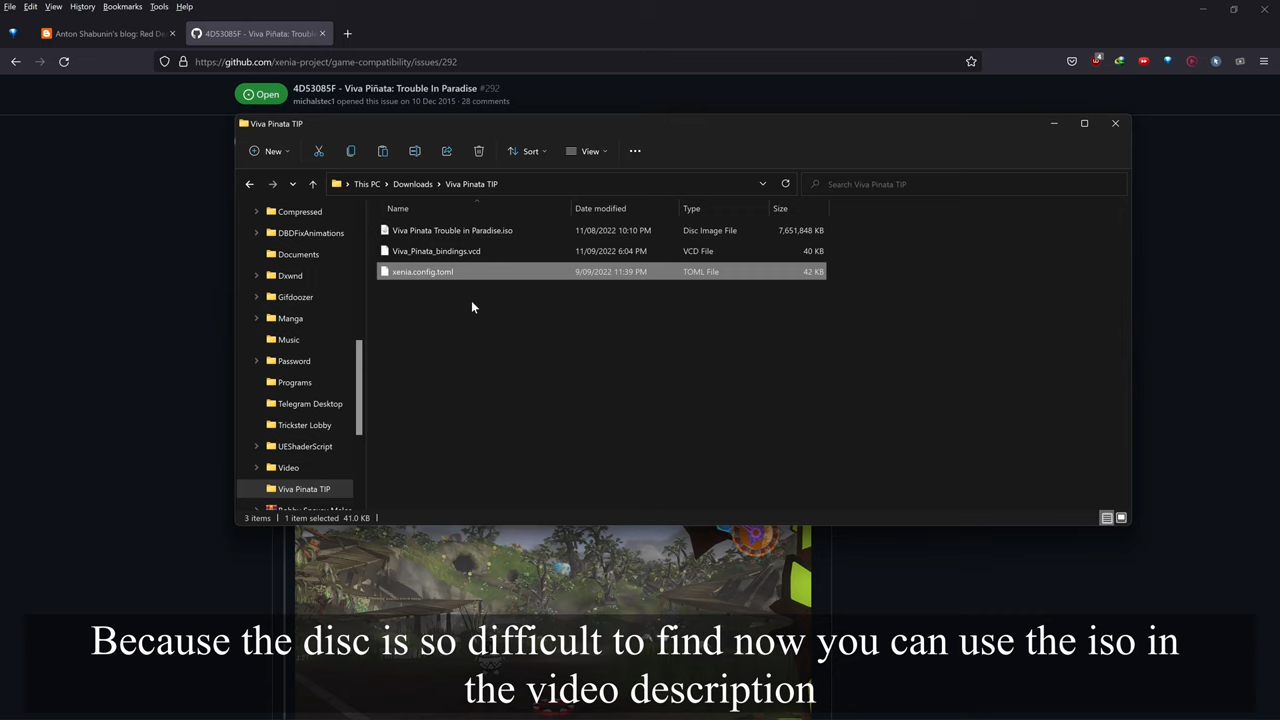 File Edit View History Bookmarks Tools Help
Anton Shabunin's blog: Red De
4D53085F - Viva Piñata: Trouble
https://github.com/xenia-project/game-compatibility/issues/292
4
Open
4D53085F - Viva Piñata: Trouble In Paradise #292
michalstec1 opened this issue on 10 Dec 2015 · 28 comments
Viva Pinata TIP
New
Sort
View
This PC > Downloads > Viva Pinata TIP
Search Viva Pinata TIP
Name Date modified Type Size
Viva Pinata Trouble in Paradise.iso 11/08/2022 10:10 PM Disc Image File 7,651,848 KB
Viva_Pinata_bindings.vcd 11/09/2022 6:04 PM VCD File 40 KB
xenia.config.toml 9/09/2022 11:39 PM TOML File 42 KB
Compressed
DBDFixAnimations
Documents
Dxwnd
Gifdoozer
Manga
Music
Password
Programs
Telegram Desktop
Trickster Lobby
UEShaderScript
Video
Viva Pinata TIP
3 items 1 item selected 41.0 KB
Because the disc is so difficult to find now you can use the iso in
the video description